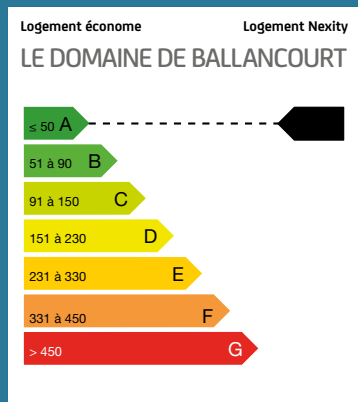 Logement économe Logement Nexity
LE DOMAINE DE BALLANCOURT
≤ 50 A
51 à 90 B
91 à 150 C
151 à 230 D
231 à 330 E
331 à 450 F
> 450 G